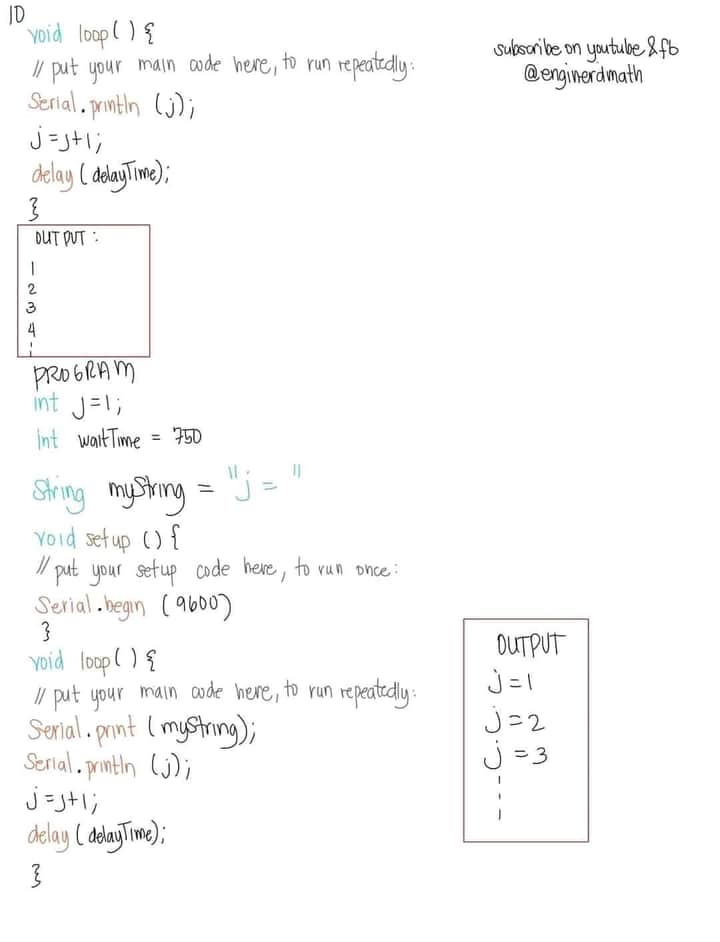 10
void loop() {
// put your main code here, to run repeatedly:
Serial.println (j);
j=j+1;
delay (delayTime);
}
subscribe on youtube & fb
@enginerdmath
OUTPUT :
1
2
3
4
PROGRAM
int j=1;
int waitTime = 750
String myString = "j = "
void setup () {
// put your setup code here, to run once:
Serial.begin (9600)
}
void loop() {
// put your main code here, to run repeatedly:
Serial.print (myString);
Serial.println (j);
j=j+1;
delay (delayTime);
}
OUTPUT
j=1
j=2
j=3